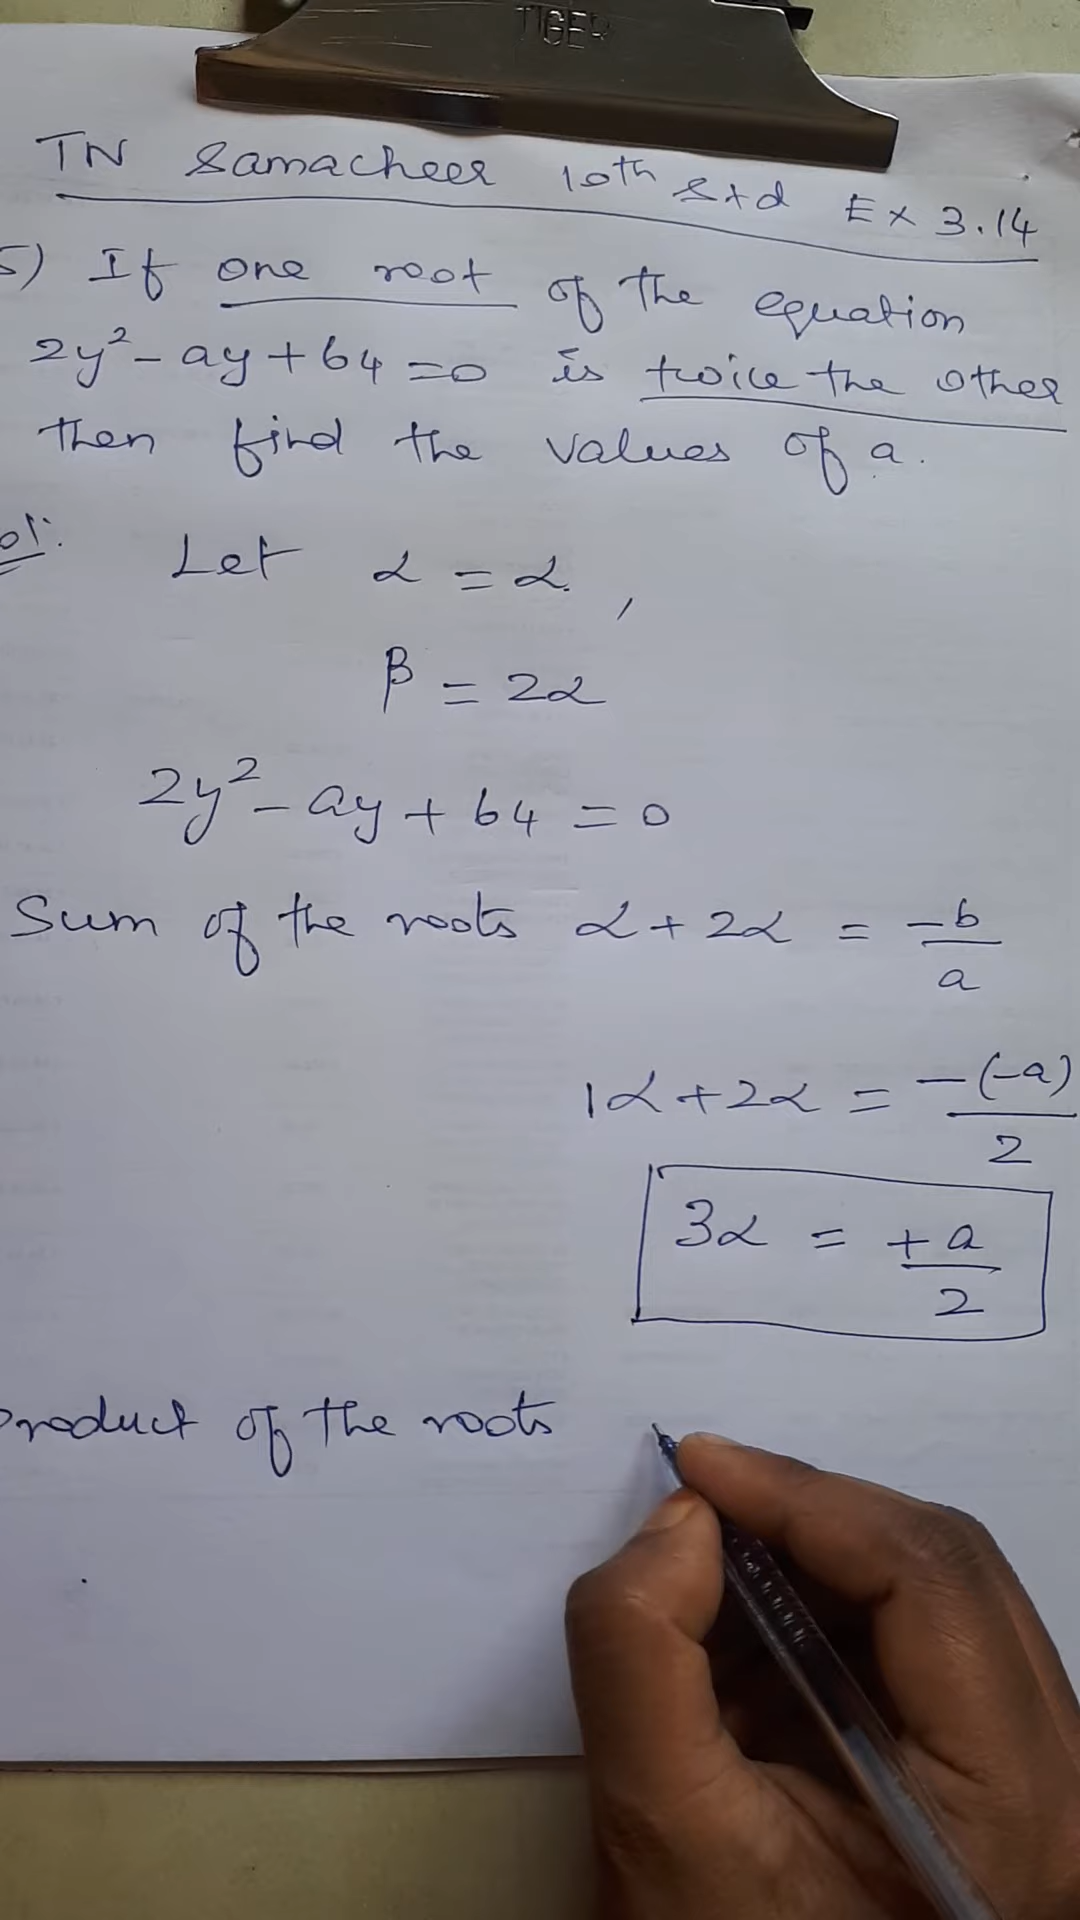 TIGER
TN Samacheer 10th std Ex 3.14
5) If one root of the equation
2y² - ay + 64 = 0 is twice the other
then find the values of a.
Sol:
Let α = α,
β = 2α
2y² - ay + 64 = 0
Sum of the roots α + 2α = -b/a
1α + 2α = -(-a)/2
3α = +a/2
product of the roots